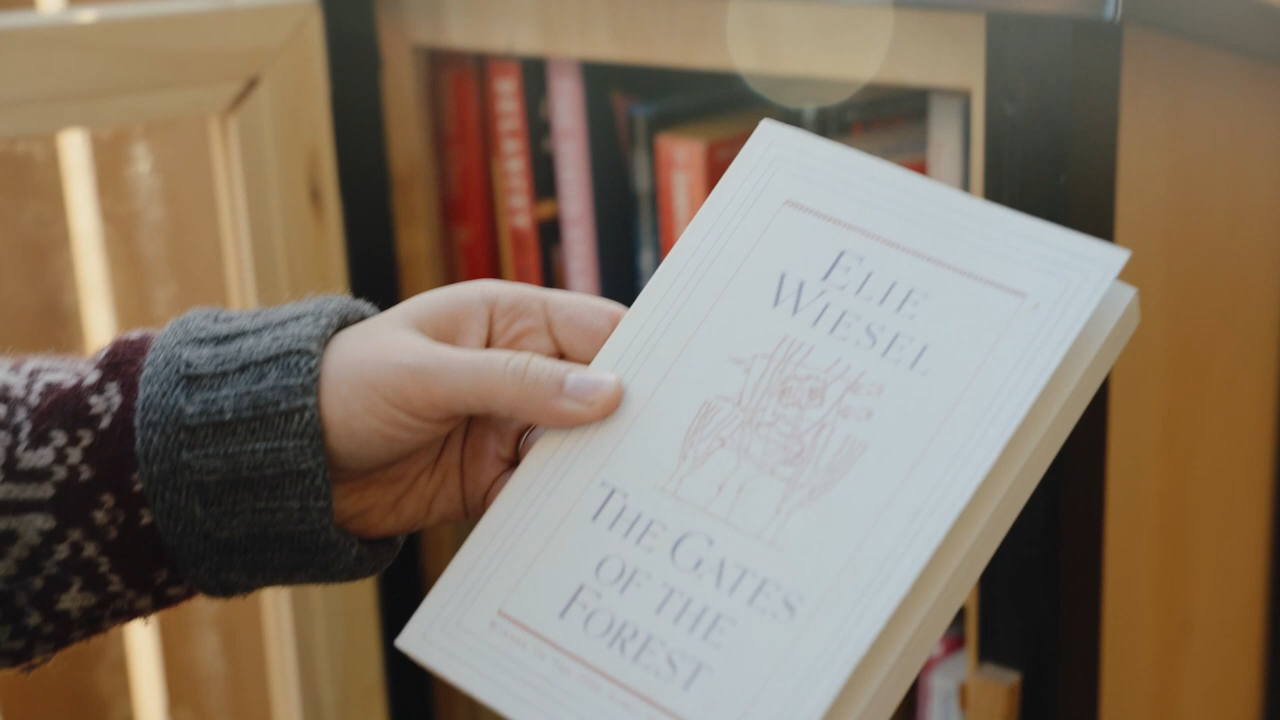 ELIE
WIESEL
THE GATES
OF THE
FOREST